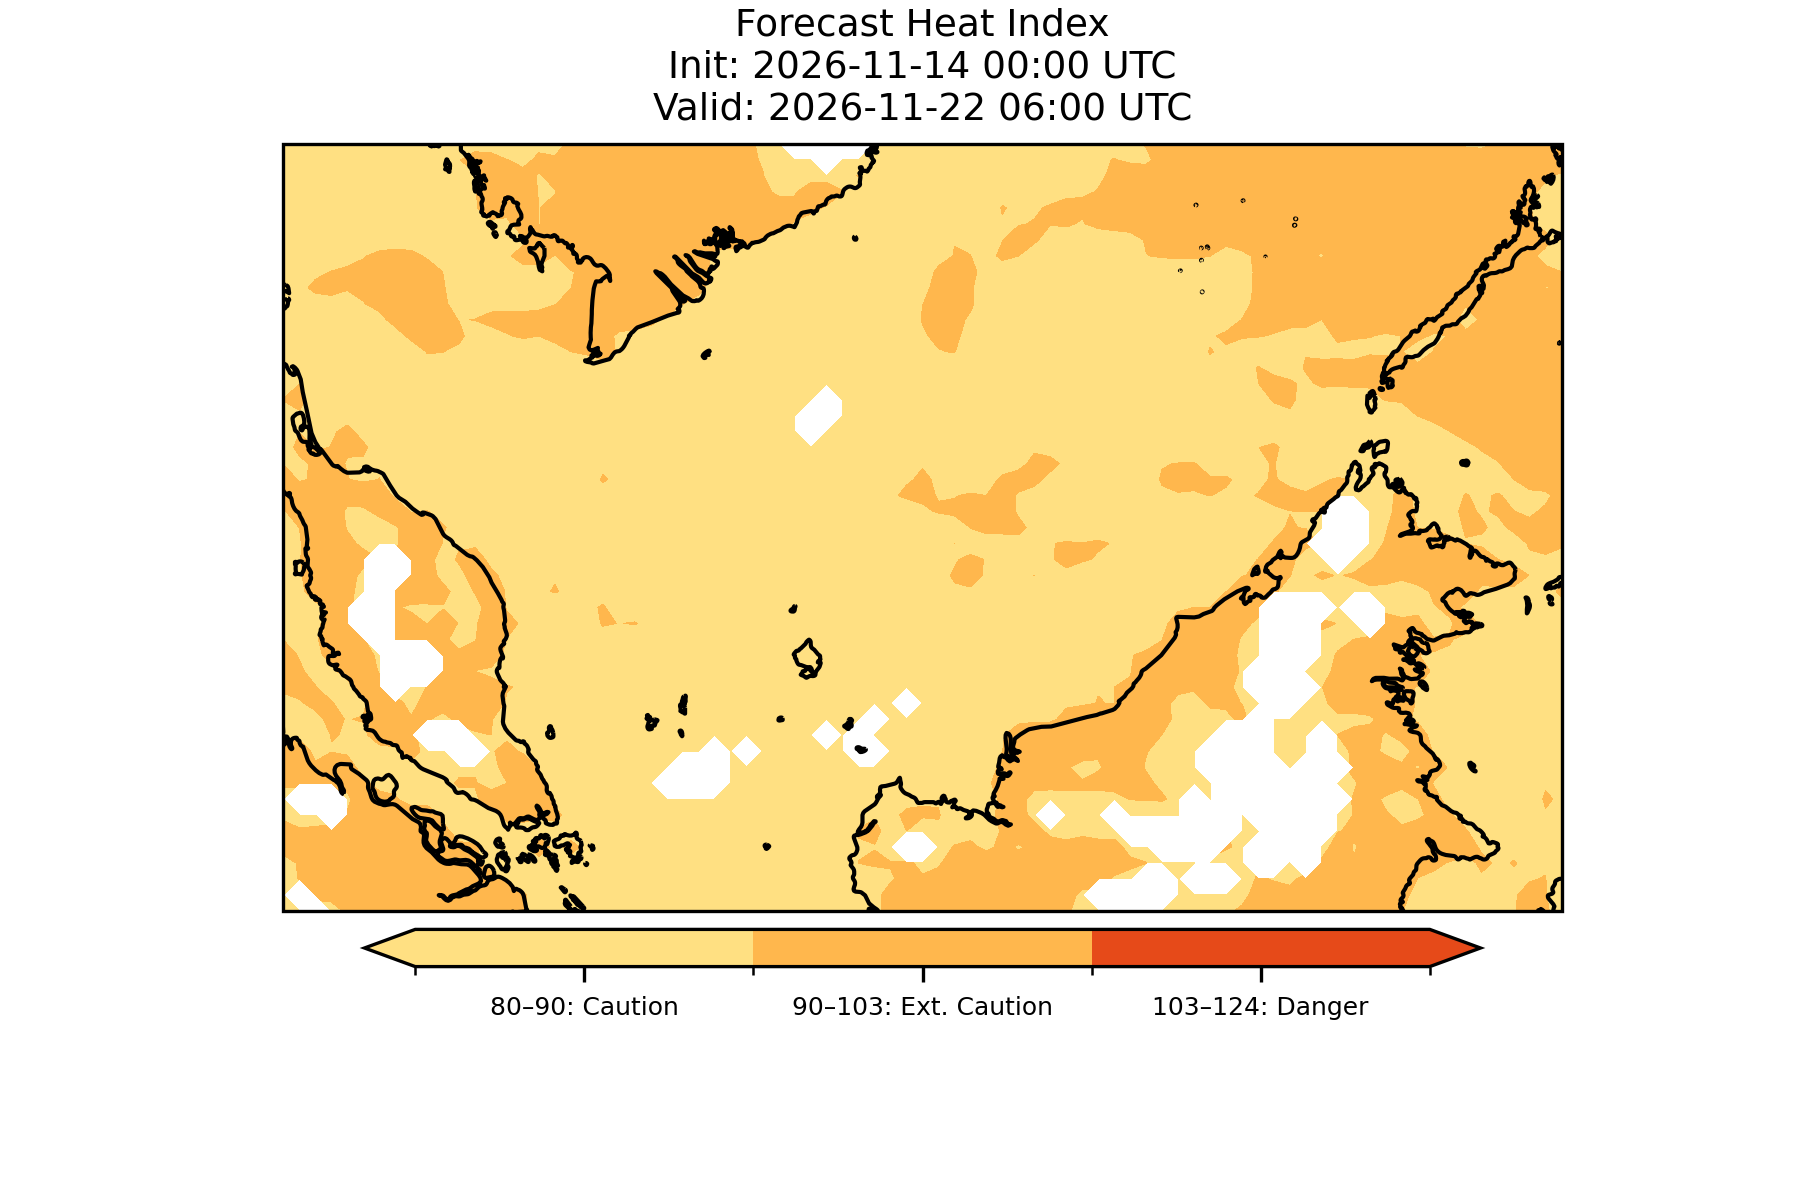 Forecast Heat Index
Init: 2026-11-14 00:00 UTC
Valid: 2026-11-22 06:00 UTC
80–90: Caution
90–103: Ext. Caution
103–124: Danger